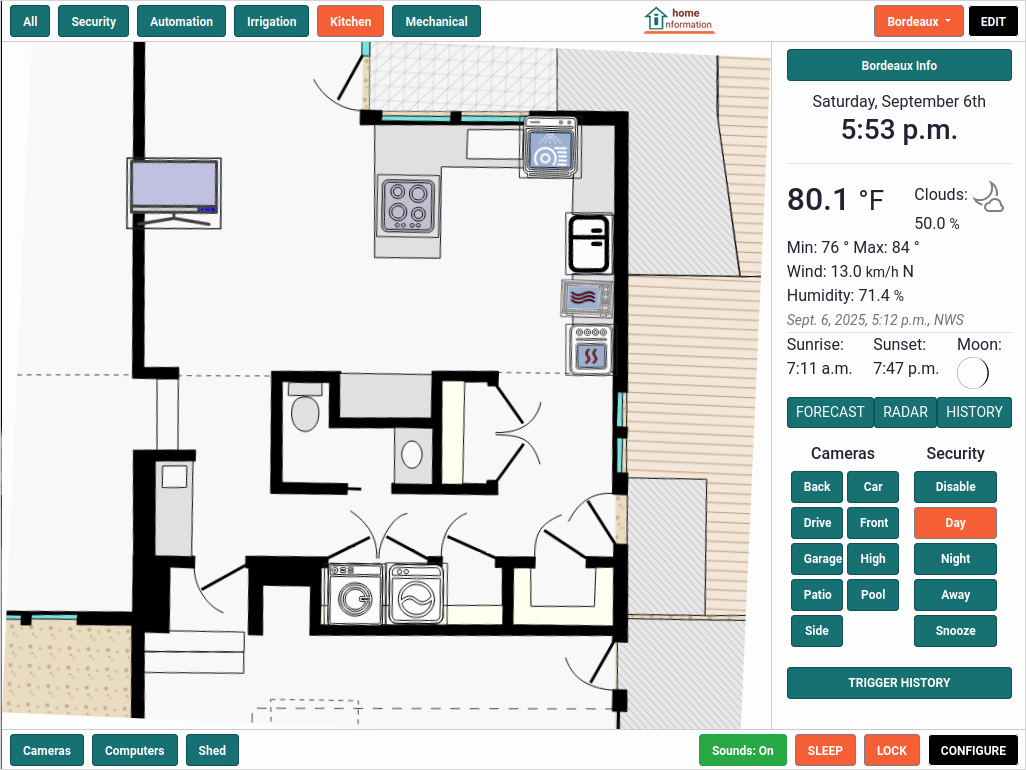 All Security Automation Irrigation Kitchen Mechanical
home
information
Bordeaux EDIT
Bordeaux Info
Saturday, September 6th
5:53 p.m.
80.1 °F
Clouds:
50.0 %
Min: 76 ° Max: 84 °
Wind: 13.0 km/h N
Humidity: 71.4 %
Sept. 6, 2025, 5:12 p.m., NWS
Sunrise: Sunset: Moon:
7:11 a.m. 7:47 p.m.
FORECAST RADAR HISTORY
Cameras Security
Back Car Disable
Drive Front Day
Garage High Night
Patio Pool Away
Side Snooze
TRIGGER HISTORY
Cameras Computers Shed
Sounds: On SLEEP LOCK CONFIGURE